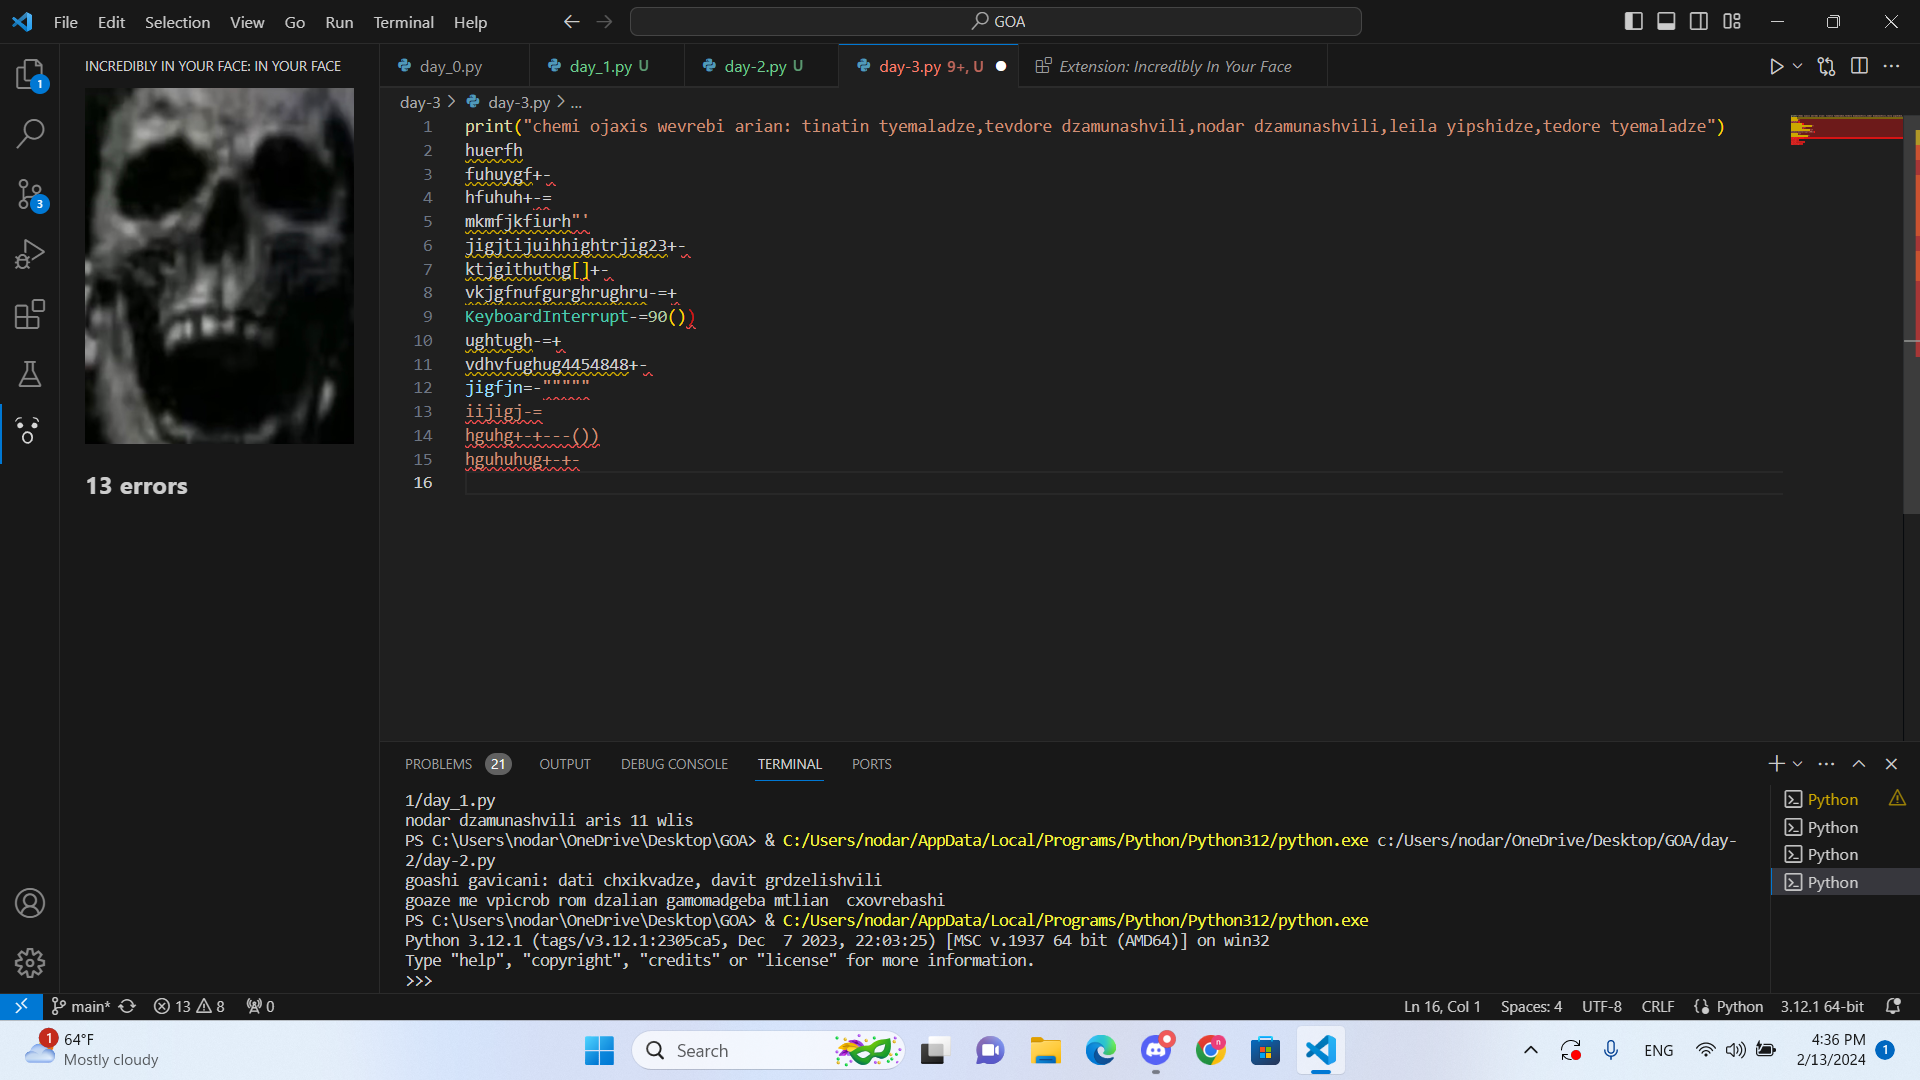 File Edit Selection View Go Run Terminal Help
GOA
INCREDIBLY IN YOUR FACE: IN YOUR FACE
day_0.py
day_1.py U
day-2.py U
day-3.py 9+, U
Extension: Incredibly In Your Face
1
3
13 errors
day-3 > day-3.py > ...
1 print("chemi ojaxis wevrebi arian: tinatin tyemaladze,tevdore dzamunashvili,nodar dzamunashvili,leila yipshidze,tedore tyemaladze")
2 huerfh
3 fuhuygf+-
4 hfuhuh+-=
5 mkmfjkfiurh"'
6 jigjtijuihhightrjig23+-
7 ktjgithuthg[]+-
8 vkjgfnufgurghrughru-=+
9 KeyboardInterrupt-=90())
10 ughtugh-=+
11 vdhvfughug4454848+-
12 jigfjn=-"""""
13 iijigj-=
14 hguhg+-+---())
15 hguhuhug+-+-
16
PROBLEMS 21 OUTPUT DEBUG CONSOLE TERMINAL PORTS
1/day_1.py
nodar dzamunashvili aris 11 wlis
PS C:\Users\nodar\OneDrive\Desktop\GOA> & C:/Users/nodar/AppData/Local/Programs/Python/Python312/python.exe c:/Users/nodar/OneDrive/Desktop/GOA/day-
2/day-2.py
goashi gavicani: dati chxikvadze, davit grdzelishvili
goaze me vpicrob rom dzalian gamomadgeba mtlian  cxovrebashi
PS C:\Users\nodar\OneDrive\Desktop\GOA> & C:/Users/nodar/AppData/Local/Programs/Python/Python312/python.exe
Python 3.12.1 (tags/v3.12.1:2305ca5, Dec  7 2023, 22:03:25) [MSC v.1937 64 bit (AMD64)] on win32
Type "help", "copyright", "credits" or "license" for more information.
>>>
Python
Python
Python
Python
main* 13 8 0
Ln 16, Col 1 Spaces: 4 UTF-8 CRLF Python 3.12.1 64-bit
1 64°F
Mostly cloudy
Search
ENG
4:36 PM
2/13/2024
1